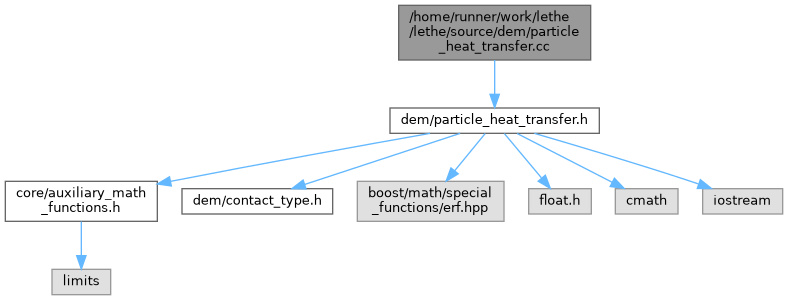 /home/runner/work/lethe
/lethe/source/dem/particle
_heat_transfer.cc
dem/particle_heat_transfer.h
core/auxiliary_math
_functions.h
dem/contact_type.h
boost/math/special
_functions/erf.hpp
float.h
cmath
iostream
limits